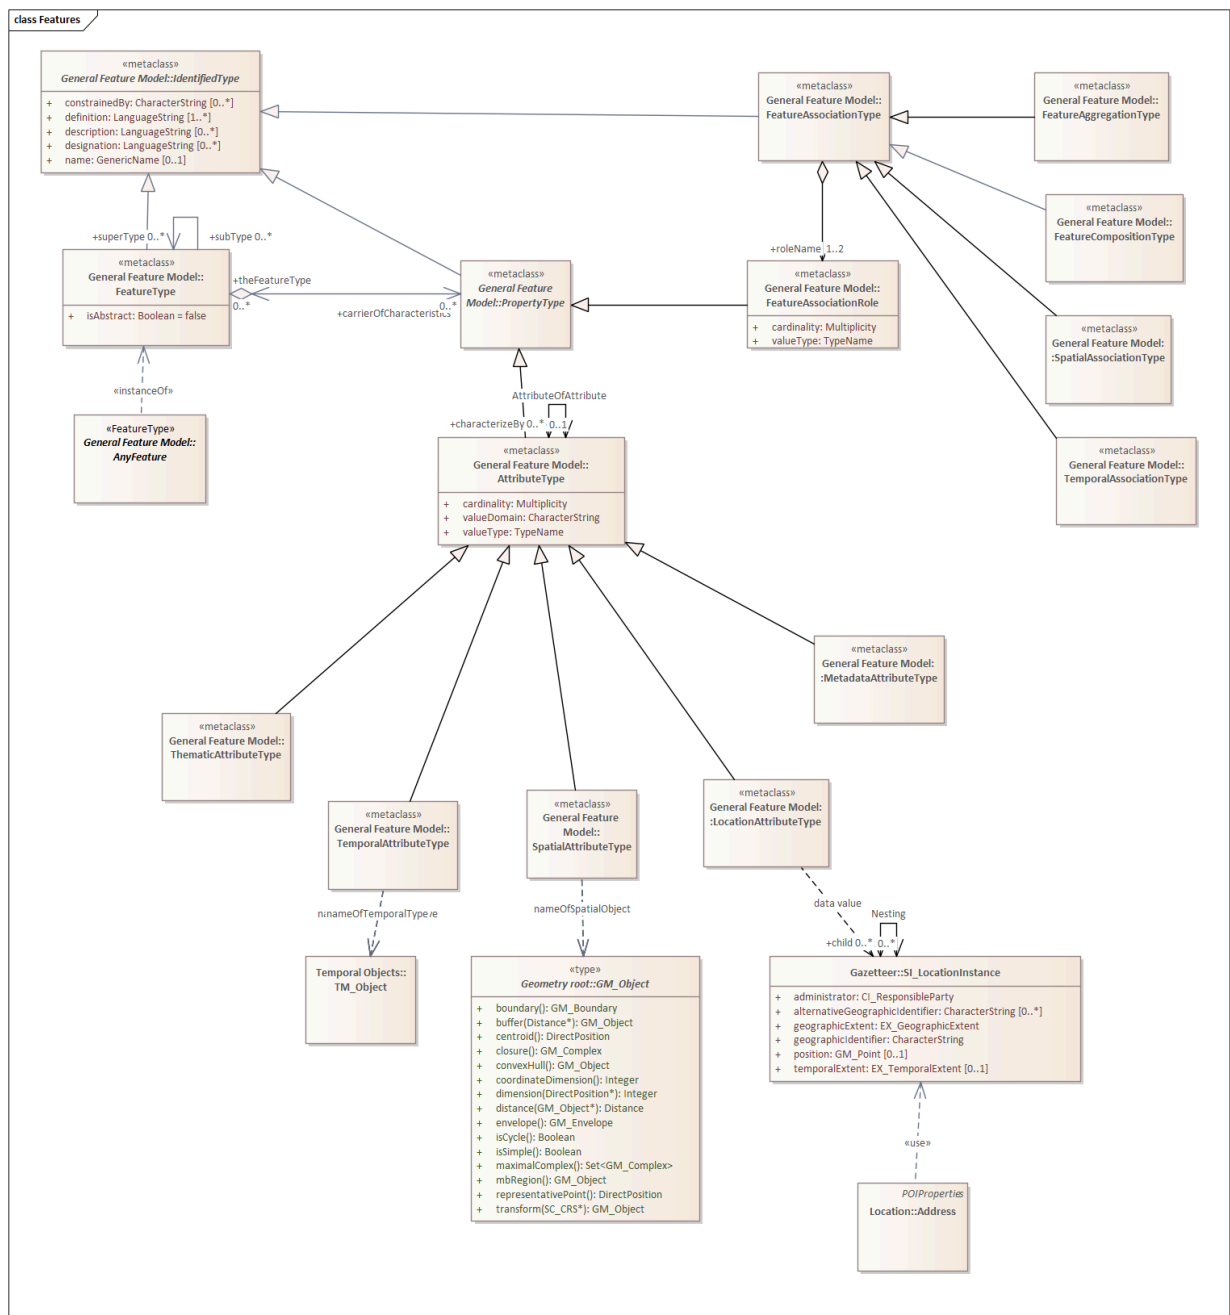 class Features
«metaclass»
General Feature Model::IdentifiedType
+ constrainedBy: CharacterString [0..*]
+ definition: LanguageString [1..*]
+ description: LanguageString [0..*]
+ designation: LanguageString [0..*]
+ name: GenericName [0..1]
«metaclass»
General Feature Model::
FeatureAssociationType
«metaclass»
General Feature Model::
FeatureAggregationType
«metaclass»
General Feature Model::
FeatureCompositionType
+superType 0..*
+subType 0..*
«metaclass»
General Feature Model::
FeatureType
+ isAbstract: Boolean = false
+theFeatureType
0..*
0..*
+carrierOfCharacteristics
«metaclass»
General Feature
Model::PropertyType
+roleName 1..2
«metaclass»
General Feature Model::
FeatureAssociationRole
+ cardinality: Multiplicity
+ valueType: TypeName
«metaclass»
General Feature Model:
:SpatialAssociationType
«instanceOf»
«FeatureType»
General Feature Model::
AnyFeature
AttributeOfAttribute
+characterizeBy 0..* 0..1
«metaclass»
General Feature Model::
AttributeType
+ cardinality: Multiplicity
+ valueDomain: CharacterString
+ valueType: TypeName
«metaclass»
General Feature Model::
TemporalAssociationType
«metaclass»
General Feature Model:
:MetadataAttributeType
«metaclass»
General Feature Model::
ThematicAttributeType
«metaclass»
General Feature Model::
TemporalAttributeType
«metaclass»
General Feature
Model::
SpatialAttributeType
«metaclass»
General Feature Model:
:LocationAttributeType
nameOfTemporalType
nameOfSpatialObject
data value
Nesting
+child 0..* 0..*
Temporal Objects::
TM_Object
«type»
Geometry root::GM_Object
+ boundary(): GM_Boundary
+ buffer(Distance*): GM_Object
+ centroid(): DirectPosition
+ closure(): GM_Complex
+ convexHull(): GM_Object
+ coordinateDimension(): Integer
+ dimension(DirectPosition*): Integer
+ distance(GM_Object*): Distance
+ envelope(): GM_Envelope
+ isCycle(): Boolean
+ isSimple(): Boolean
+ maximalComplex(): Set<GM_Complex>
+ mbRegion(): GM_Object
+ representativePoint(): DirectPosition
+ transform(SC_CRS*): GM_Object
Gazetteer::SI_LocationInstance
+ administrator: CI_ResponsibleParty
+ alternativeGeographicIdentifier: CharacterString [0..*]
+ geographicExtent: EX_GeographicExtent
+ geographicIdentifier: CharacterString
+ position: GM_Point [0..1]
+ temporalExtent: EX_TemporalExtent [0..1]
«use»
POIProperties
Location::Address